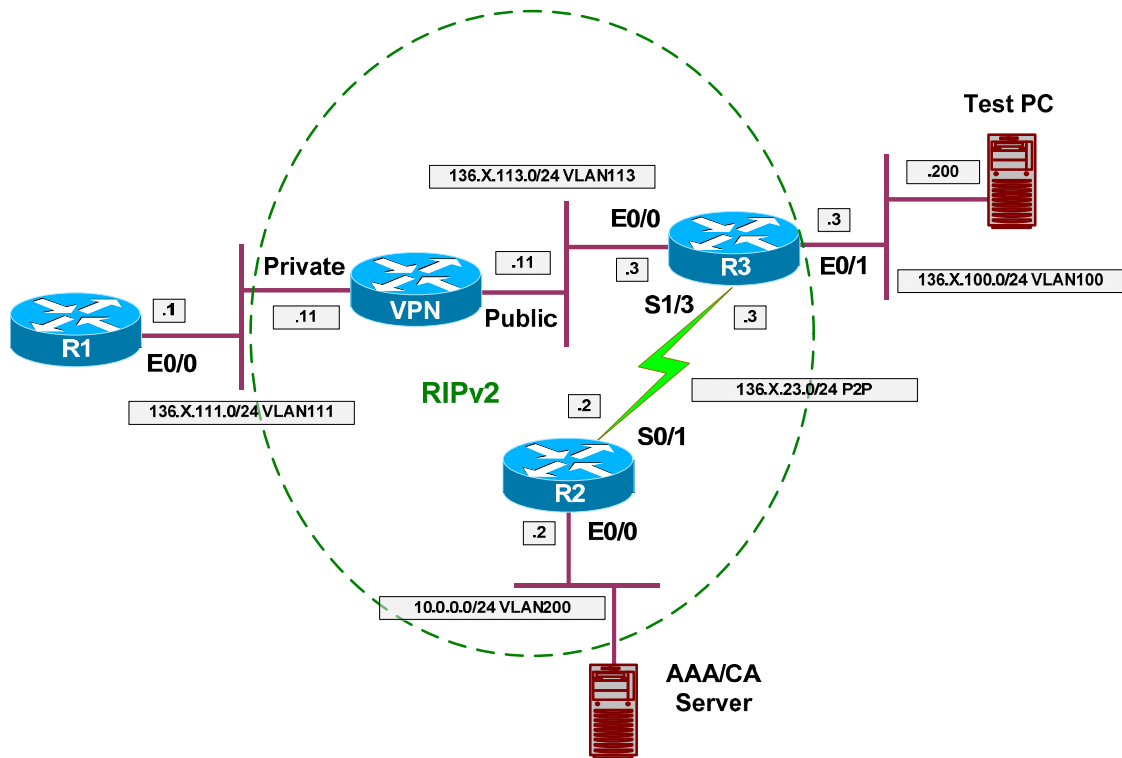 Test PC
.200
136.X.113.0/24 VLAN113
E0/0
.3
R3
.3
E0/1
136.X.100.0/24 VLAN100
Private
.11
VPN
.11
Public
S1/3
.3
.1
R1
E0/0
136.X.111.0/24 VLAN111
RIPv2
136.X.23.0/24 P2P
.2
S0/1
R2
.2
E0/0
10.0.0.0/24 VLAN200
AAA/CA
Server